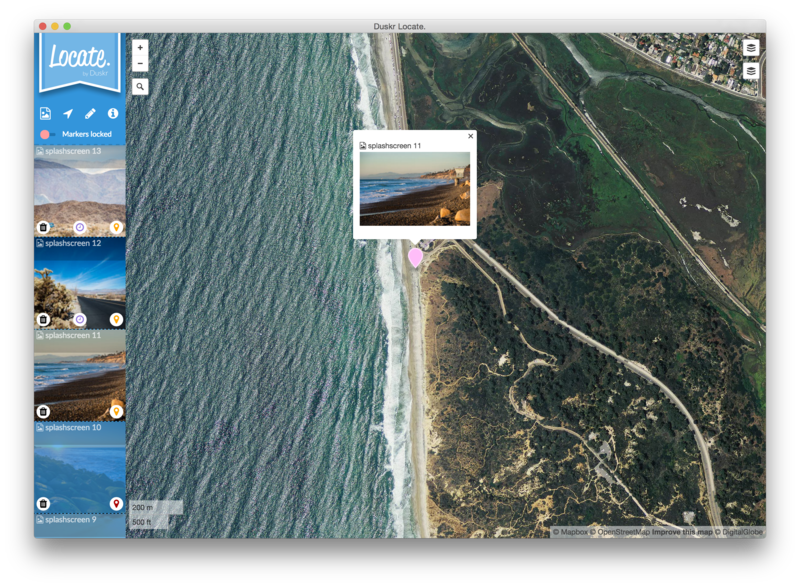 Duskr Locate.
Locate.
by Duskr
Markers locked
splashscreen 13
splashscreen 12
splashscreen 11
splashscreen 10
splashscreen 9
+
−
splashscreen 11
200 m
500 ft
© Mapbox © OpenStreetMap Improve this map © DigitalGlobe